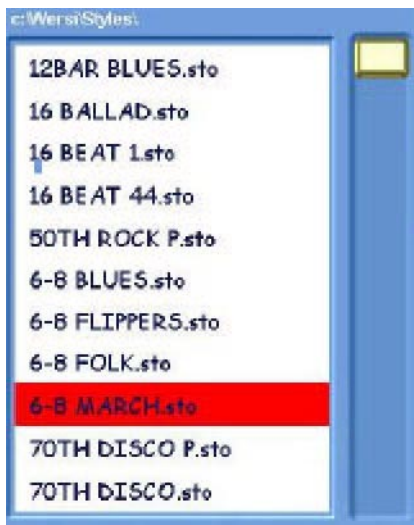 c:\Wersi\Styles\
12BAR BLUES.sto
16 BALLAD.sto
16 BEAT 1.sto
16 BEAT 44.sto
50TH ROCK P.sto
6-8 BLUES.sto
6-8 FLIPPERS.sto
6-8 FOLK.sto
6-8 MARCH.sto
70TH DISCO P.sto
70TH DISCO.sto